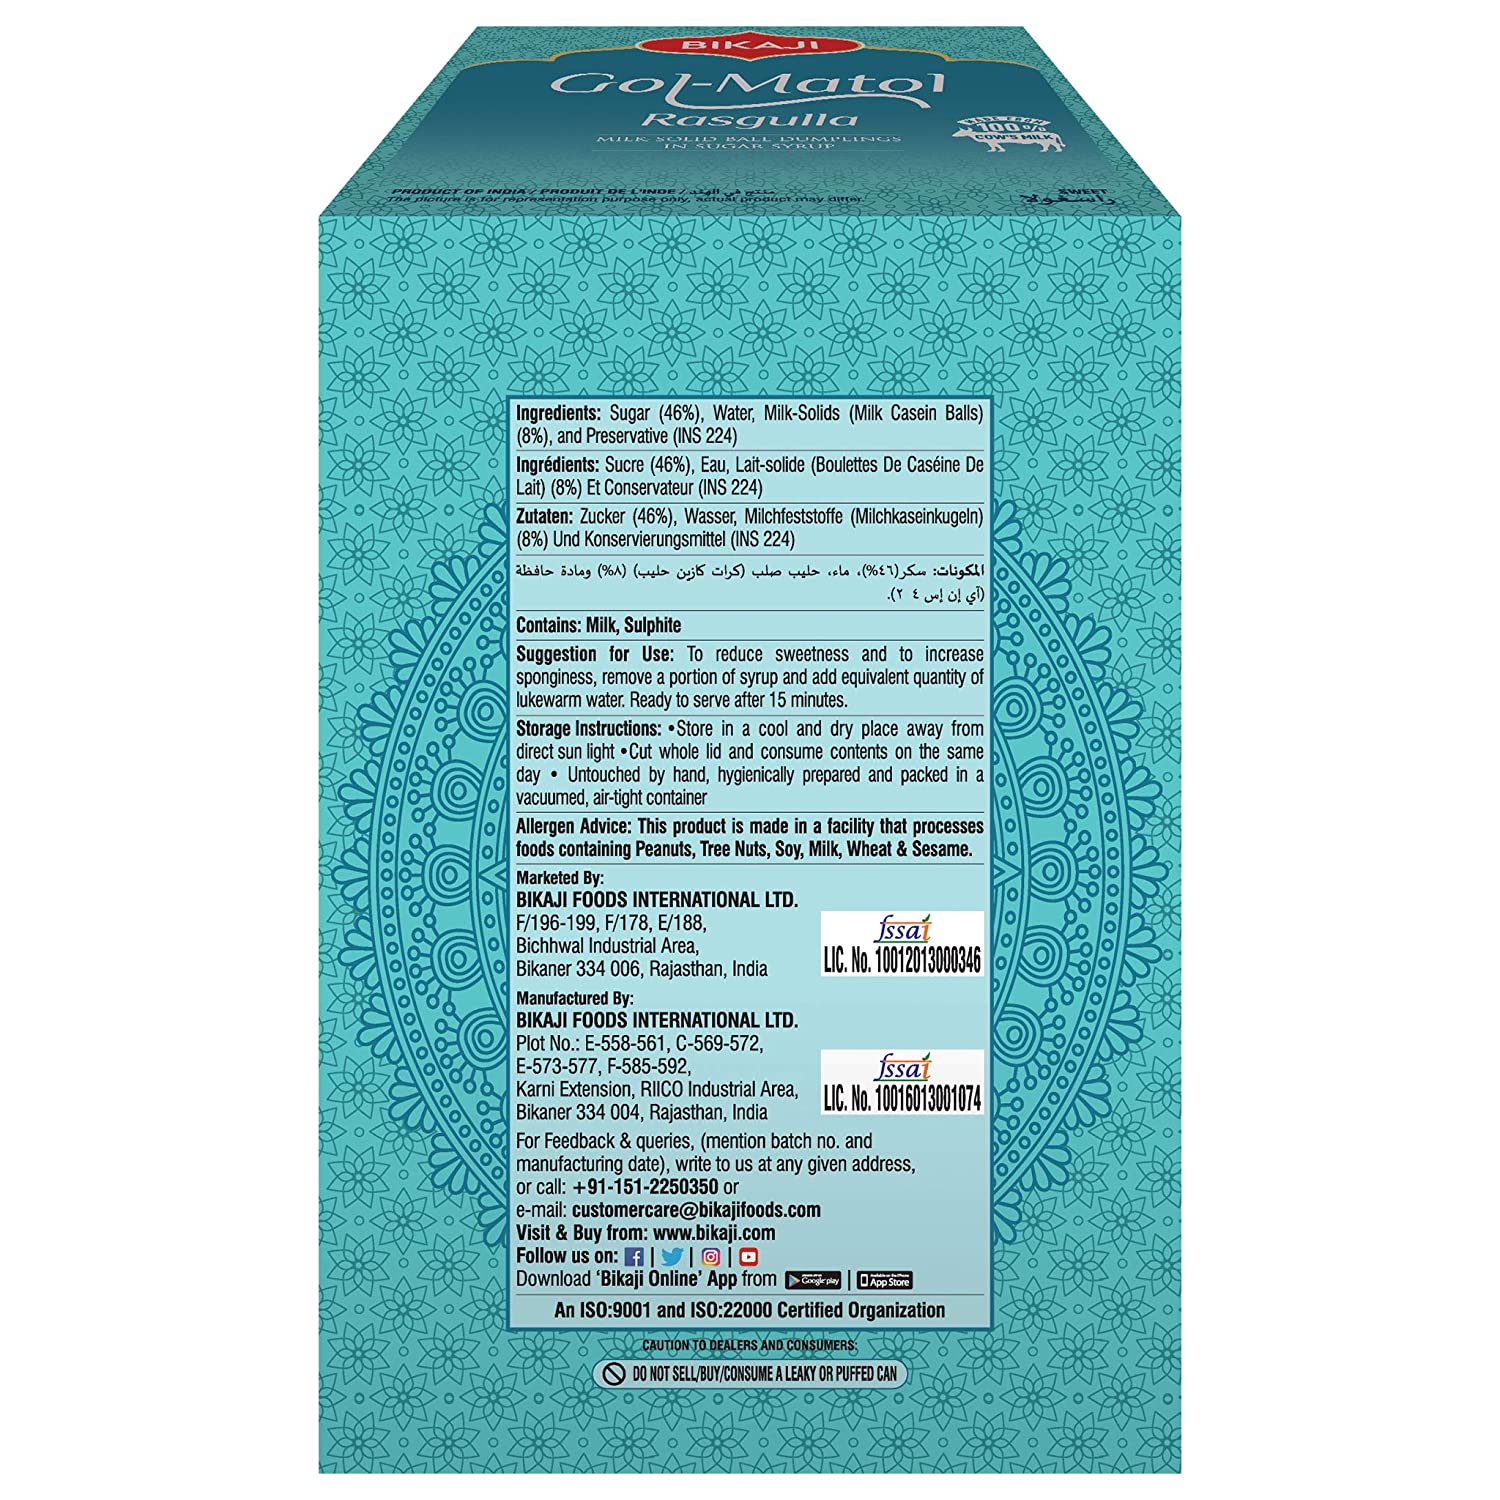 BIKAJI
Gol-Matol
Rasgulla
MILK SOLID BALL DUMPLINGS
IN SUGAR SYRUP
MADE FROM
100%
COW'S MILK
PRODUCT OF INDIA / PRODUIT DE L'INDE / منتج في الهند
The picture is for representation purpose only, actual product may differ.
SWEET
راسغولا
Ingredients: Sugar (46%), Water, Milk-Solids (Milk Casein Balls)
(8%), and Preservative (INS 224)
Ingrédients: Sucre (46%), Eau, Lait-solide (Boulettes De Caséine De
Lait) (8%) Et Conservateur (INS 224)
Zutaten: Zucker (46%), Wasser, Milchfeststoffe (Milchkaseinkugeln)
(8%) Und Konservierungsmittel (INS 224)
المكونات: سكر(٤٦%)، ماء، حليب صلب (كرات كازين حليب) (٨%) ومادة حافظة
(آي إن إس ٤ ٢).
Contains: Milk, Sulphite
Suggestion for Use: To reduce sweetness and to increase
sponginess, remove a portion of syrup and add equivalent quantity of
lukewarm water. Ready to serve after 15 minutes.
Storage Instructions: •Store in a cool and dry place away from
direct sun light •Cut whole lid and consume contents on the same
day • Untouched by hand, hygienically prepared and packed in a
vacuumed, air-tight container
Allergen Advice: This product is made in a facility that processes
foods containing Peanuts, Tree Nuts, Soy, Milk, Wheat & Sesame.
Marketed By:
BIKAJI FOODS INTERNATIONAL LTD.
F/196-199, F/178, E/188,
Bichhwal Industrial Area,
Bikaner 334 006, Rajasthan, India
fssai
LIC. No. 10012013000346
Manufactured By:
BIKAJI FOODS INTERNATIONAL LTD.
Plot No.: E-558-561, C-569-572,
E-573-577, F-585-592,
Karni Extension, RIICO Industrial Area,
Bikaner 334 004, Rajasthan, India
fssai
LIC. No. 10016013001074
For Feedback & queries, (mention batch no. and
manufacturing date), write to us at any given address,
or call: +91-151-2250350 or
e-mail: customercare@bikajifoods.com
Visit & Buy from: www.bikaji.com
Follow us on: | | |
Download 'Bikaji Online' App from Google play | Available on the iPhone App Store
An ISO:9001 and ISO:22000 Certified Organization
CAUTION TO DEALERS AND CONSUMERS:
DO NOT SELL/BUY/CONSUME A LEAKY OR PUFFED CAN